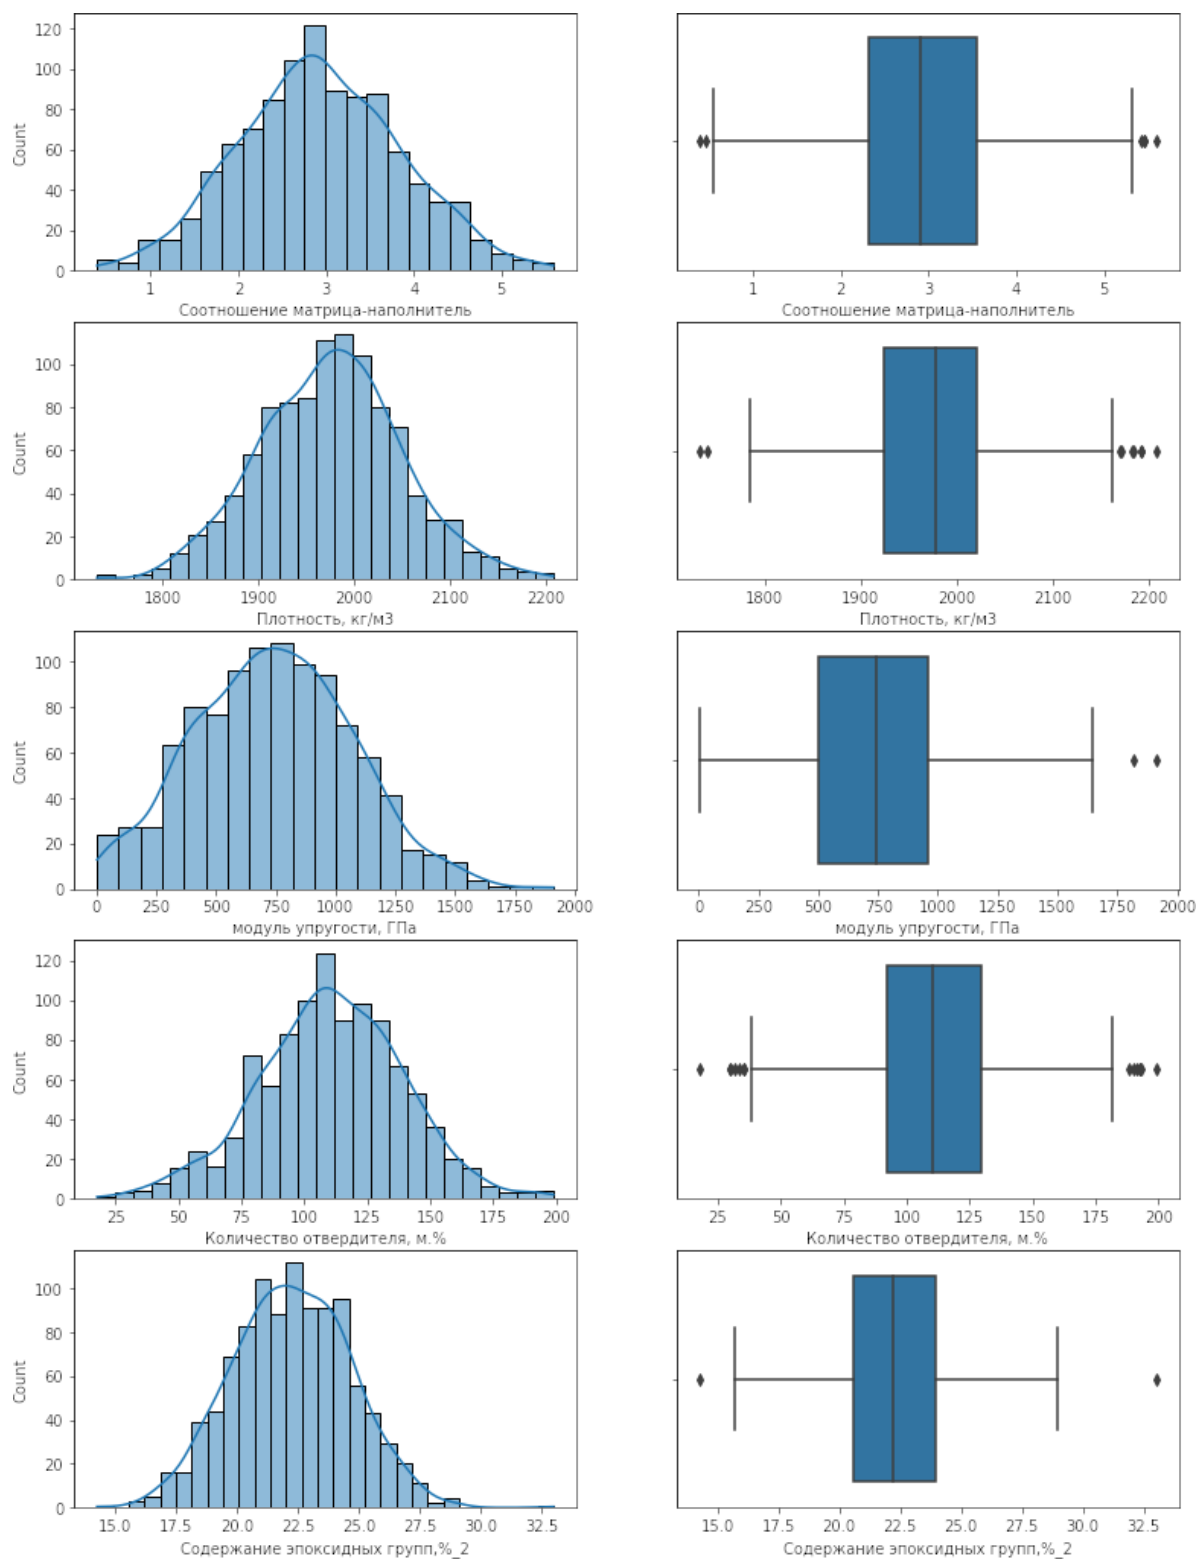 120
100
80
60
40
20
0
Count
1 2 3 4 5
Соотношение матрица-наполнитель
1 2 3 4 5
Соотношение матрица-наполнитель
100
80
60
40
20
0
Count
1800 1900 2000 2100 2200
Плотность, кг/м3
1800 1900 2000 2100 2200
Плотность, кг/м3
100
80
60
40
20
0
Count
0 250 500 750 1000 1250 1500 1750 2000
модуль упругости, ГПа
0 250 500 750 1000 1250 1500 1750 2000
модуль упругости, ГПа
120
100
80
60
40
20
0
Count
25 50 75 100 125 150 175 200
Количество отвердителя, м.%
25 50 75 100 125 150 175 200
Количество отвердителя, м.%
100
80
60
40
20
0
Count
15.0 17.5 20.0 22.5 25.0 27.5 30.0 32.5
Содержание эпоксидных групп,%_2
15.0 17.5 20.0 22.5 25.0 27.5 30.0 32.5
Содержание эпоксидных групп,%_2